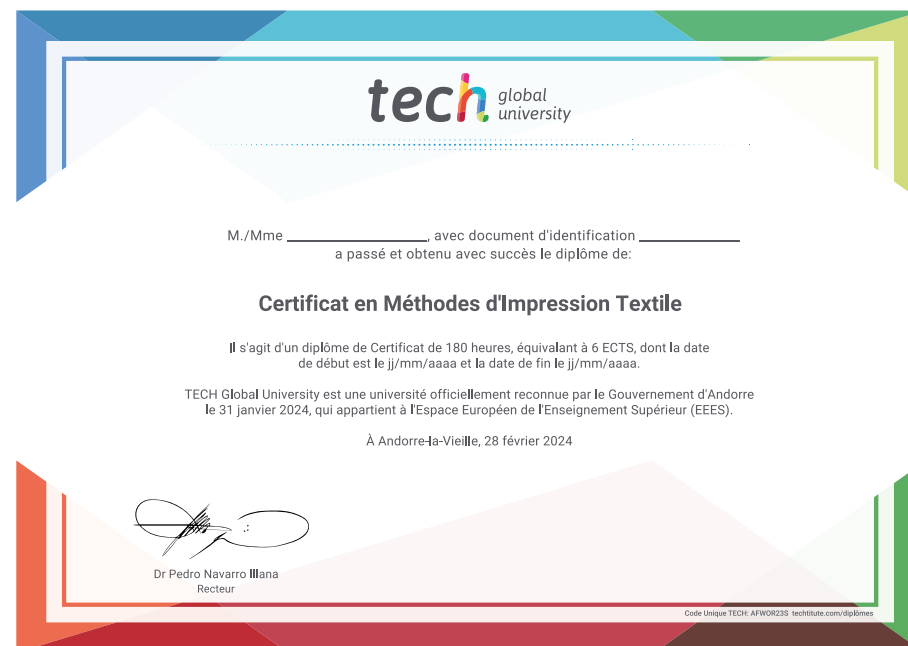 tech global
university
M./Mme ____________, avec document d'identification ____________
a passé et obtenu avec succès le diplôme de:
Certificat en Méthodes d'Impression Textile
Il s'agit d'un diplôme de Certificat de 180 heures, équivalant à 6 ECTS, dont la date
de début est le jj/mm/aaaa et la date de fin le jj/mm/aaaa.
TECH Global University est une université officiellement reconnue par le Gouvernement d'Andorre
le 31 janvier 2024, qui appartient à l'Espace Européen de l'Enseignement Supérieur (EEES).
À Andorre-la-Vieille, 28 février 2024
Dr Pedro Navarro Illana
Recteur
Code Unique TECH: AFWOR23S techtitute.com/diplômes